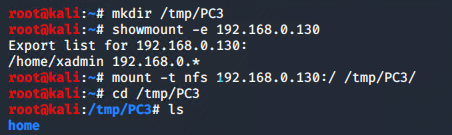 root@kali:~# mkdir /tmp/PC3
root@kali:~# showmount -e 192.168.0.130
Export list for 192.168.0.130:
/home/xadmin 192.168.0.*
root@kali:~# mount -t nfs 192.168.0.130:/ /tmp/PC3/
root@kali:~# cd /tmp/PC3
root@kali:/tmp/PC3# ls
home